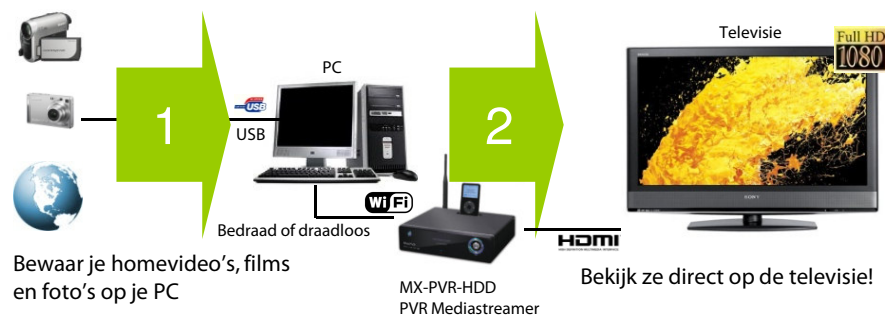 Televisie
Full HD
1080
PC
1
2
USB
USB
WiFi
Bedraad of draadloos
HDMI
SONY
Bewaar je homevideo's, films
en foto's op je PC
MX-PVR-HDD
PVR Mediastreamer
Bekijk ze direct op de televisie!